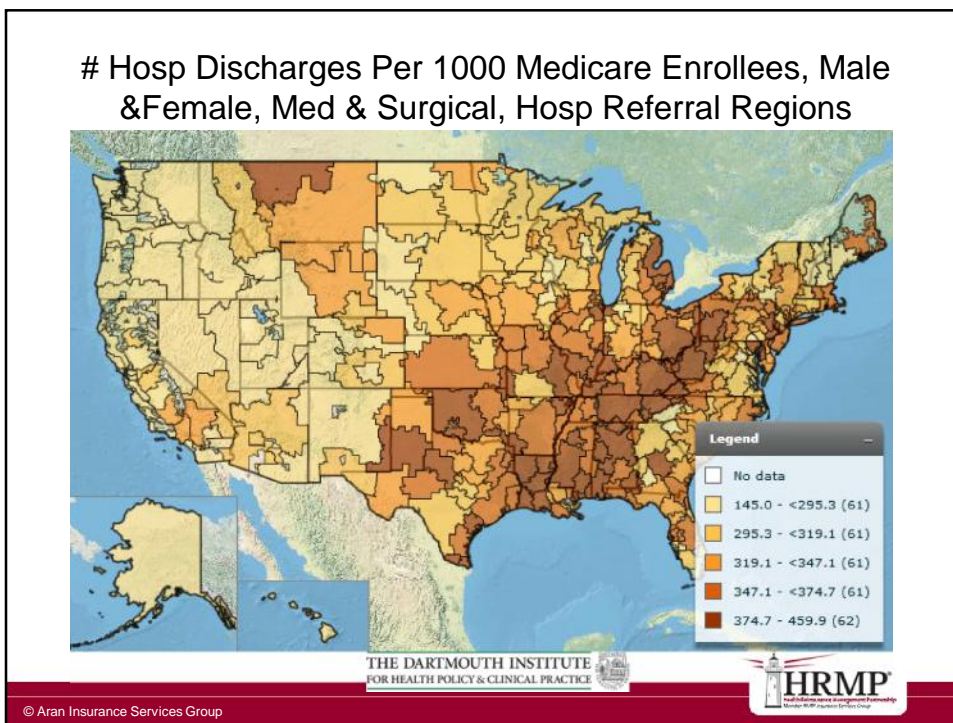 # Hosp Discharges Per 1000 Medicare Enrollees, Male
&Female, Med & Surgical, Hosp Referral Regions
Legend
No data
145.0 - <295.3 (61)
295.3 - <319.1 (61)
319.1 - <347.1 (61)
347.1 - <374.7 (61)
374.7 - 459.9 (62)
THE DARTMOUTH INSTITUTE
FOR HEALTH POLICY & CLINICAL PRACTICE
HRMP®
© Aran Insurance Services Group